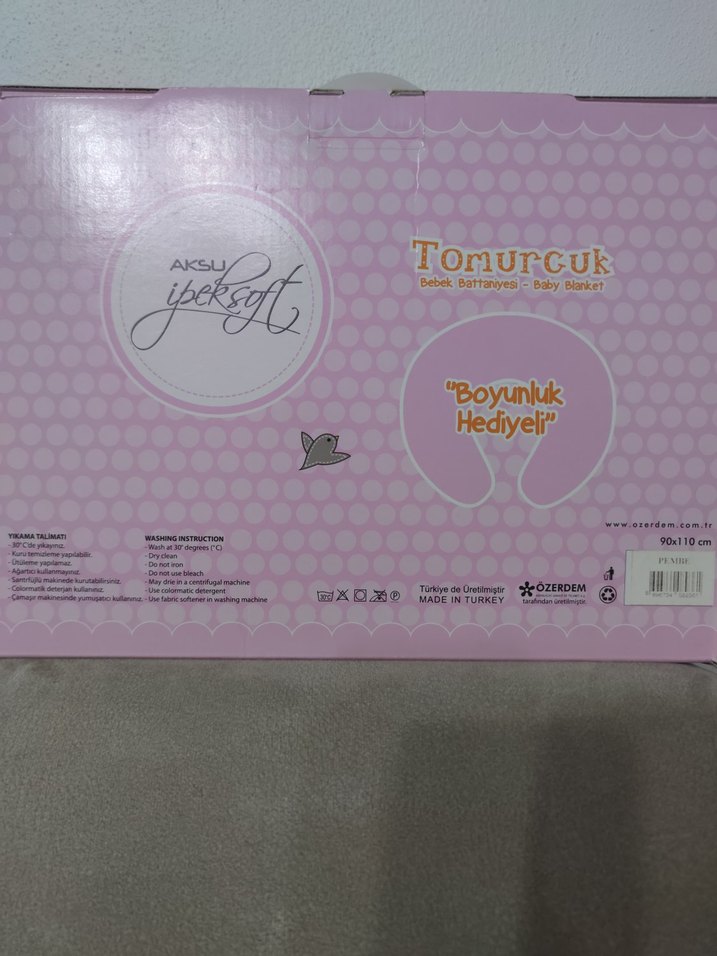 AKSU
ipeksoft
Tomurcuk
Bebek Battaniyesi - Baby Blanket
"Boyunluk
Hediyeli"
www.ozerdem.com.tr
90x110 cm
PEMBE
YIKAMA TALİMATI
- 30°C'de yıkayınız.
- Kuru temizleme yapılabilir.
- Ütüleme yapılamaz.
- Ağartıcı kullanmayınız.
- Santrfüjlü makinede kurutabilirsiniz.
- Colormatik deterjan kullanınız.
- Çamaşır makinesinde yumuşatıcı kullanınız.
WASHING INSTRUCTION
- Wash at 30° degrees (°C)
- Dry clean
- Do not iron
- Do not use bleach
- May drie in a centrifugal machine
- Use colormatic detergent
- Use fabric softener in washing machine
30°C
P
Türkiye de Üretilmiştir
MADE IN TURKEY
ÖZERDEM
tarafından üretilmiştir.